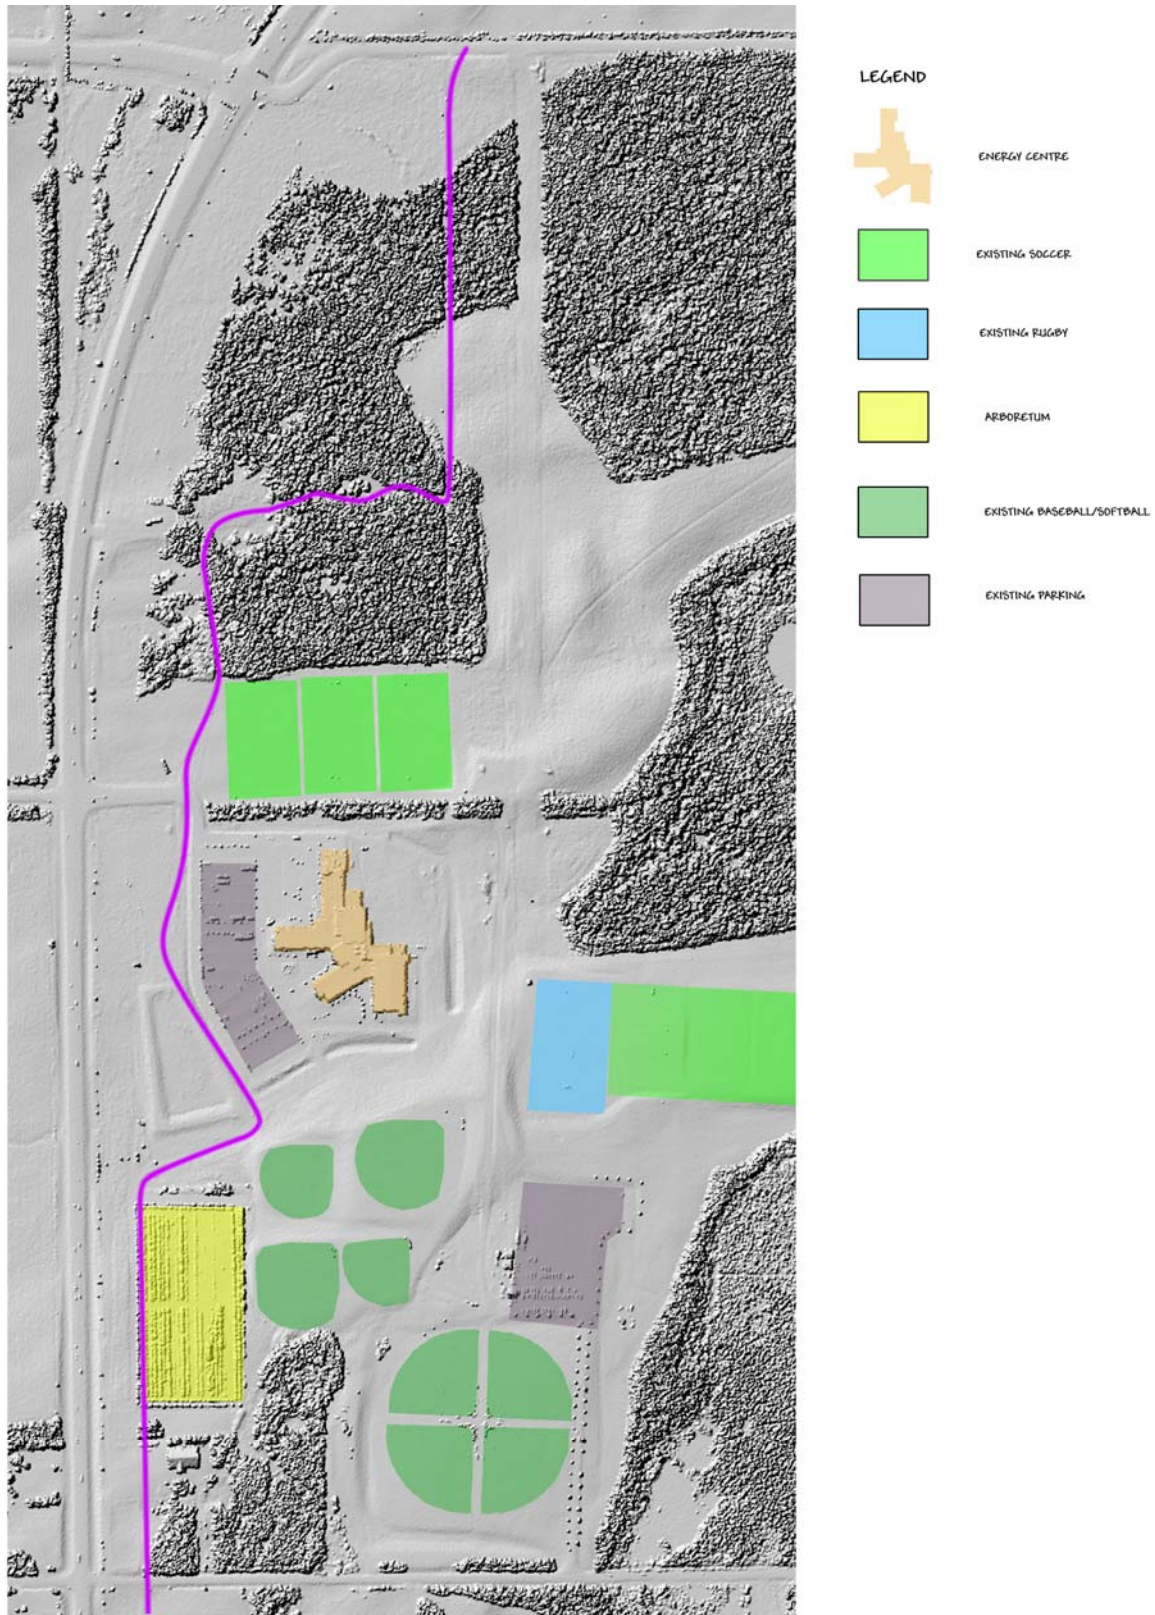 LEGEND
ENERGY CENTRE
EXISTING SOCCER
EXISTING RUGBY
ARBORETUM
EXISTING BASEBALL/SOFTBALL
EXISTING PARKING